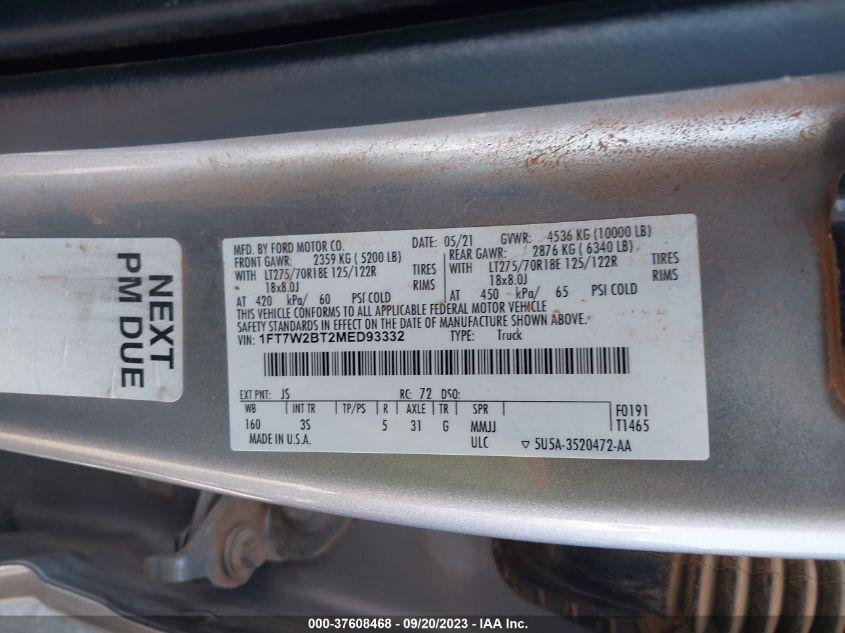 NEXT
PM DUE
MFD. BY FORD MOTOR CO. DATE: 05/21 GVWR: 4536 KG (10000 LB)
FRONT GAWR: 2359 KG ( 5200 LB) REAR GAWR: 2876 KG ( 6340 LB)
WITH LT275/70R18E 125/122R TIRES WITH LT275/70R18E 125/122R TIRES
18x8.0J RIMS 18x8.0J RIMS
AT 420 kPa/ 60 PSI COLD AT 450 kPa/ 65 PSI COLD
THIS VEHICLE CONFORMS TO ALL APPLICABLE FEDERAL MOTOR VEHICLE
SAFETY STANDARDS IN EFFECT ON THE DATE OF MANUFACTURE SHOWN ABOVE.
VIN: 1FT7W2BT2MED93332 TYPE: Truck
EXT PNT: JS RC: 72 DSO:
WB INT TR TP/PS R AXLE TR SPR F0191
160 3S 5 31 G MMJJ T1465
MADE IN U.S.A. ULC ▽ 5U5A-3520472-AA
000-37608468 - 09/20/2023 - IAA Inc.